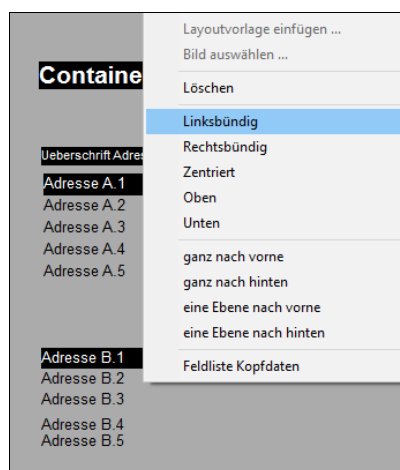 Containe
Ueberschrift Adre
Adresse A.1
Adresse A.2
Adresse A.3
Adresse A.4
Adresse A.5
Adresse B.1
Adresse B.2
Adresse B.3
Adresse B.4
Adresse B.5
Layoutvorlage einfügen ...
Bild auswählen ...
Löschen
Linksbündig
Rechtsbündig
Zentriert
Oben
Unten
ganz nach vorne
ganz nach hinten
eine Ebene nach vorne
eine Ebene nach hinten
Feldliste Kopfdaten